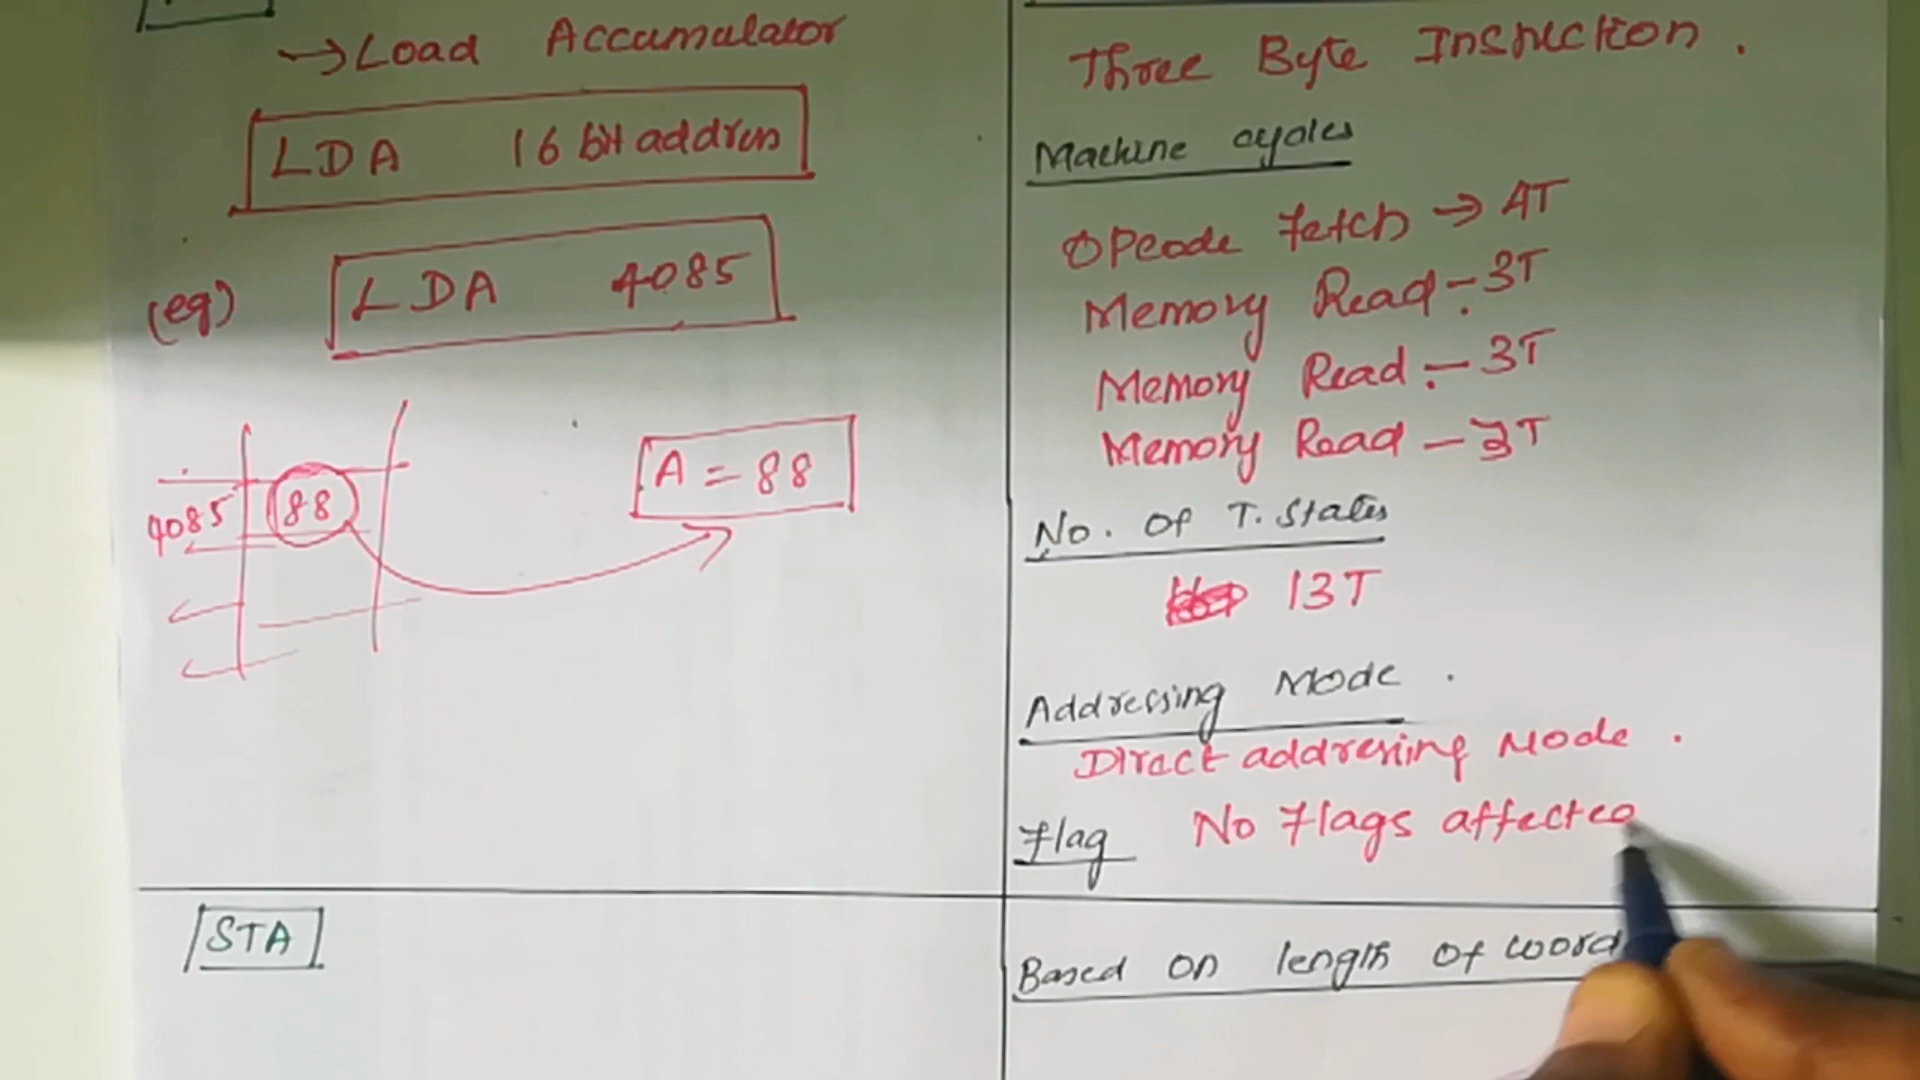 →Load Accumulator
LDA 16 bit address
(eg) LDA 4085
4085 88
A = 88
Three Byte Instruction.
Machine cycles
Opcode fetch → 4T
Memory Read - 3T
Memory Read - 3T
Memory Read - 3T
No. of T. States
13T
Addressing Mode.
Direct addressing Mode.
Flag No Flags affected
STA
Based on length of word